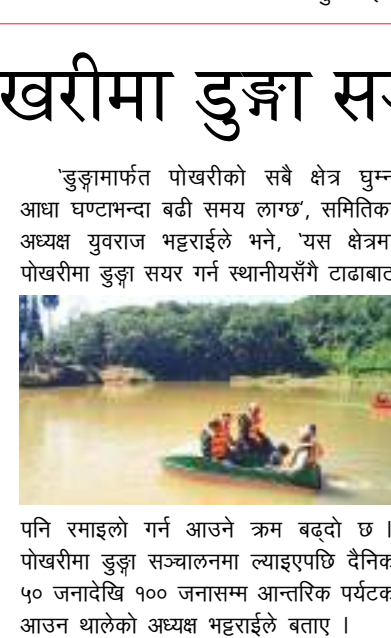 खरीमा डुङ्गा स
'डुङ्गामार्फत पोखरीको सबै क्षेत्र घुम्न
आधा घण्टाभन्दा बढी समय लाग्छ', समितिक
अध्यक्ष युवराज भट्टराईले भने, 'यस क्षेत्रम
पोखरीमा डुङ्गा सयर गर्न स्थानीयसँगै टाढाबाट
पनि रमाइलो गर्न आउने क्रम बढ्दो छ ।
पोखरीमा डुङ्गा सञ्चालनमा ल्याइएपछि दैनिक
५० जनादेखि १०० जनासम्म आन्तरिक पर्यटक
आउन थालेको अध्यक्ष भट्टराईले बताए ।